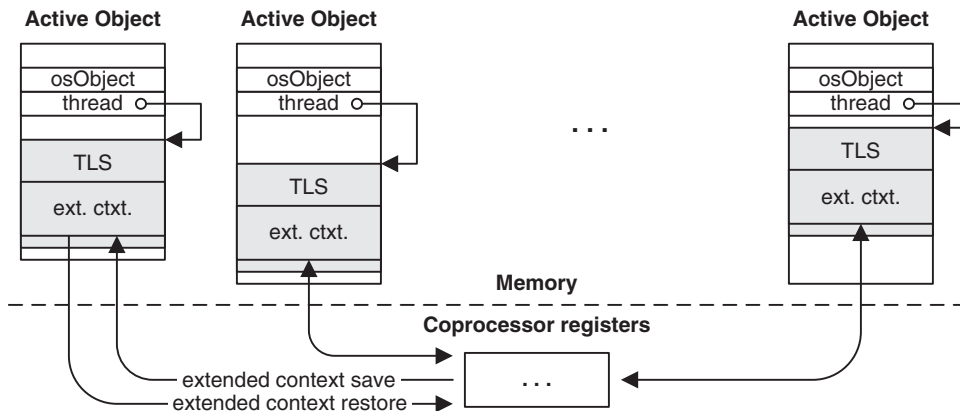 Active Object
Active Object
Active Object
osObject
osObject
osObject
thread
thread
thread
. . .
TLS
TLS
TLS
ext. ctxt.
ext. ctxt.
ext. ctxt.
Memory
Coprocessor registers
. . .
extended context save
extended context restore